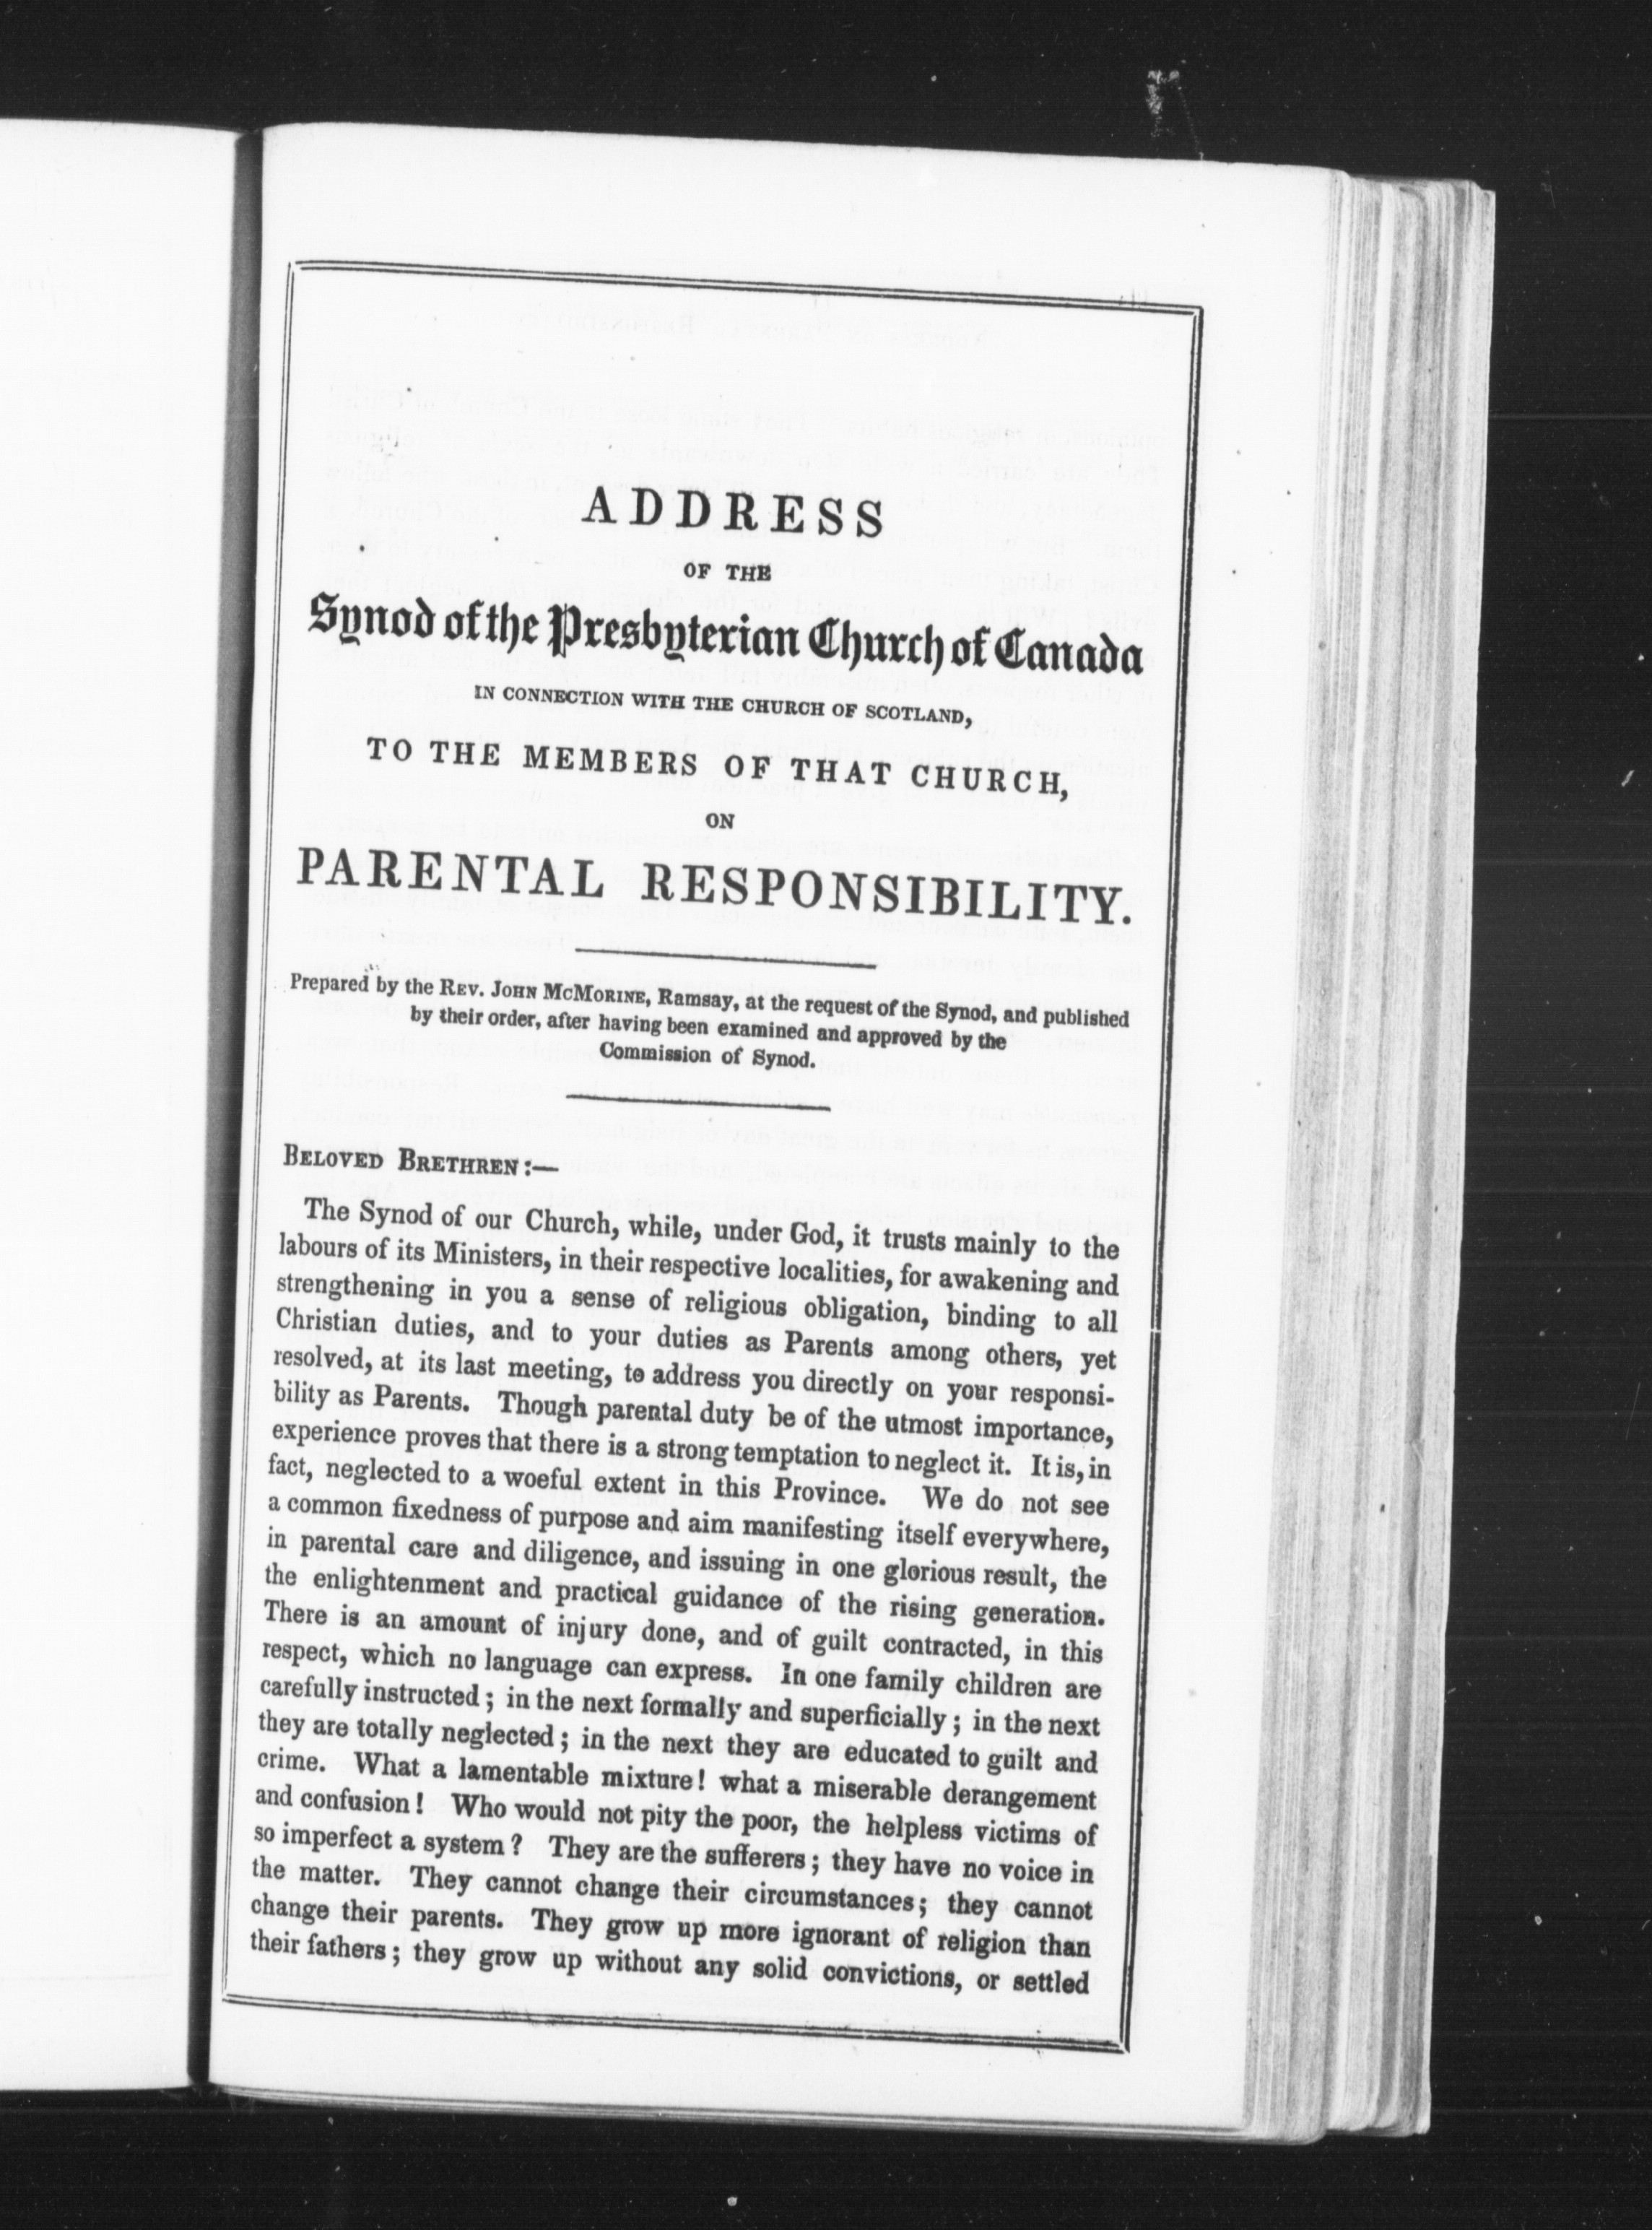 ADDRESS
OF THE
Synod of the Presbyterian Church of Canada
IN CONNECTION WITH THE CHURCH OF SCOTLAND,
TO THE MEMBERS OF THAT CHURCH,
ON
PARENTAL RESPONSIBILITY.
Prepared by the REV. JOHN MCMORINE, Ramsay, at the request of the Synod, and published
by their order, after having been examined and approved by the
Commission of Synod.
BELOVED BRETHREN:—
The Synod of our Church, while, under God, it trusts mainly to the
labours of its Ministers, in their respective localities, for awakening and
strengthening in you a sense of religious obligation, binding to all
Christian duties, and to your duties as Parents among others, yet
resolved, at its last meeting, to address you directly on your responsi-
bility as Parents. Though parental duty be of the utmost importance,
experience proves that there is a strong temptation to neglect it. It is, in
fact, neglected to a woeful extent in this Province. We do not see
a common fixedness of purpose and aim manifesting itself everywhere,
in parental care and diligence, and issuing in one glorious result, the
the enlightenment and practical guidance of the rising generation.
There is an amount of injury done, and of guilt contracted, in this
respect, which no language can express. In one family children are
carefully instructed; in the next formally and superficially; in the next
they are totally neglected; in the next they are educated to guilt and
crime. What a lamentable mixture! what a miserable derangement
and confusion! Who would not pity the poor, the helpless victims of
so imperfect a system? They are the sufferers; they have no voice in
the matter. They cannot change their circumstances; they cannot
change their parents. They grow up more ignorant of religion than
their fathers; they grow up without any solid convictions, or settled